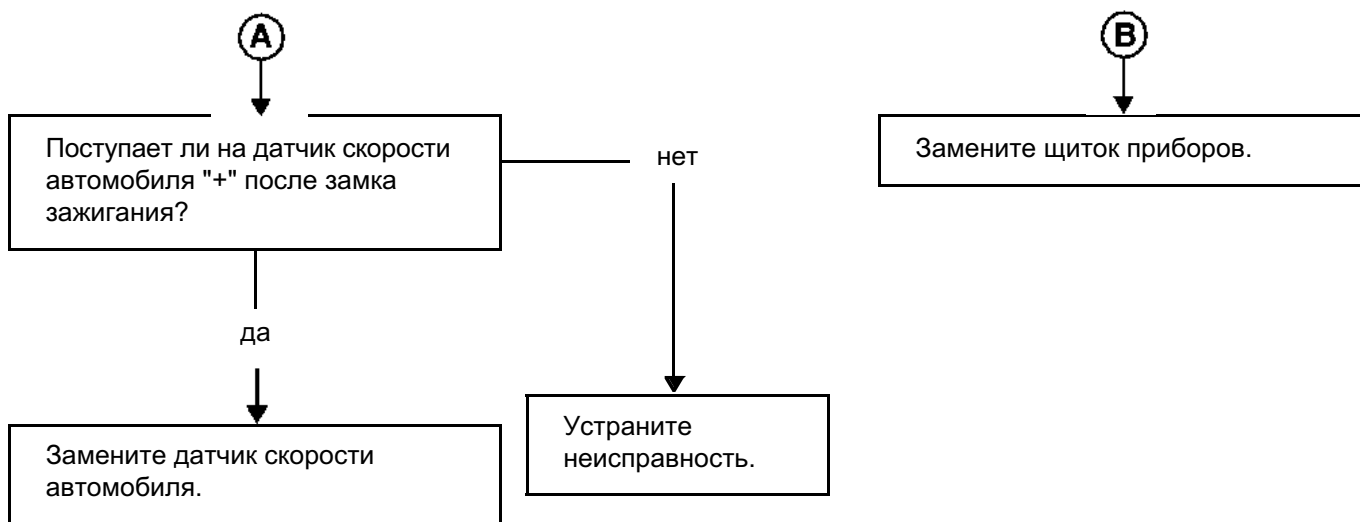 A
B
Поступает ли на датчик скорости
автомобиля "+" после замка
зажигания?
нет
Замените щиток приборов.
да
Устраните
неисправность.
Замените датчик скорости
автомобиля.